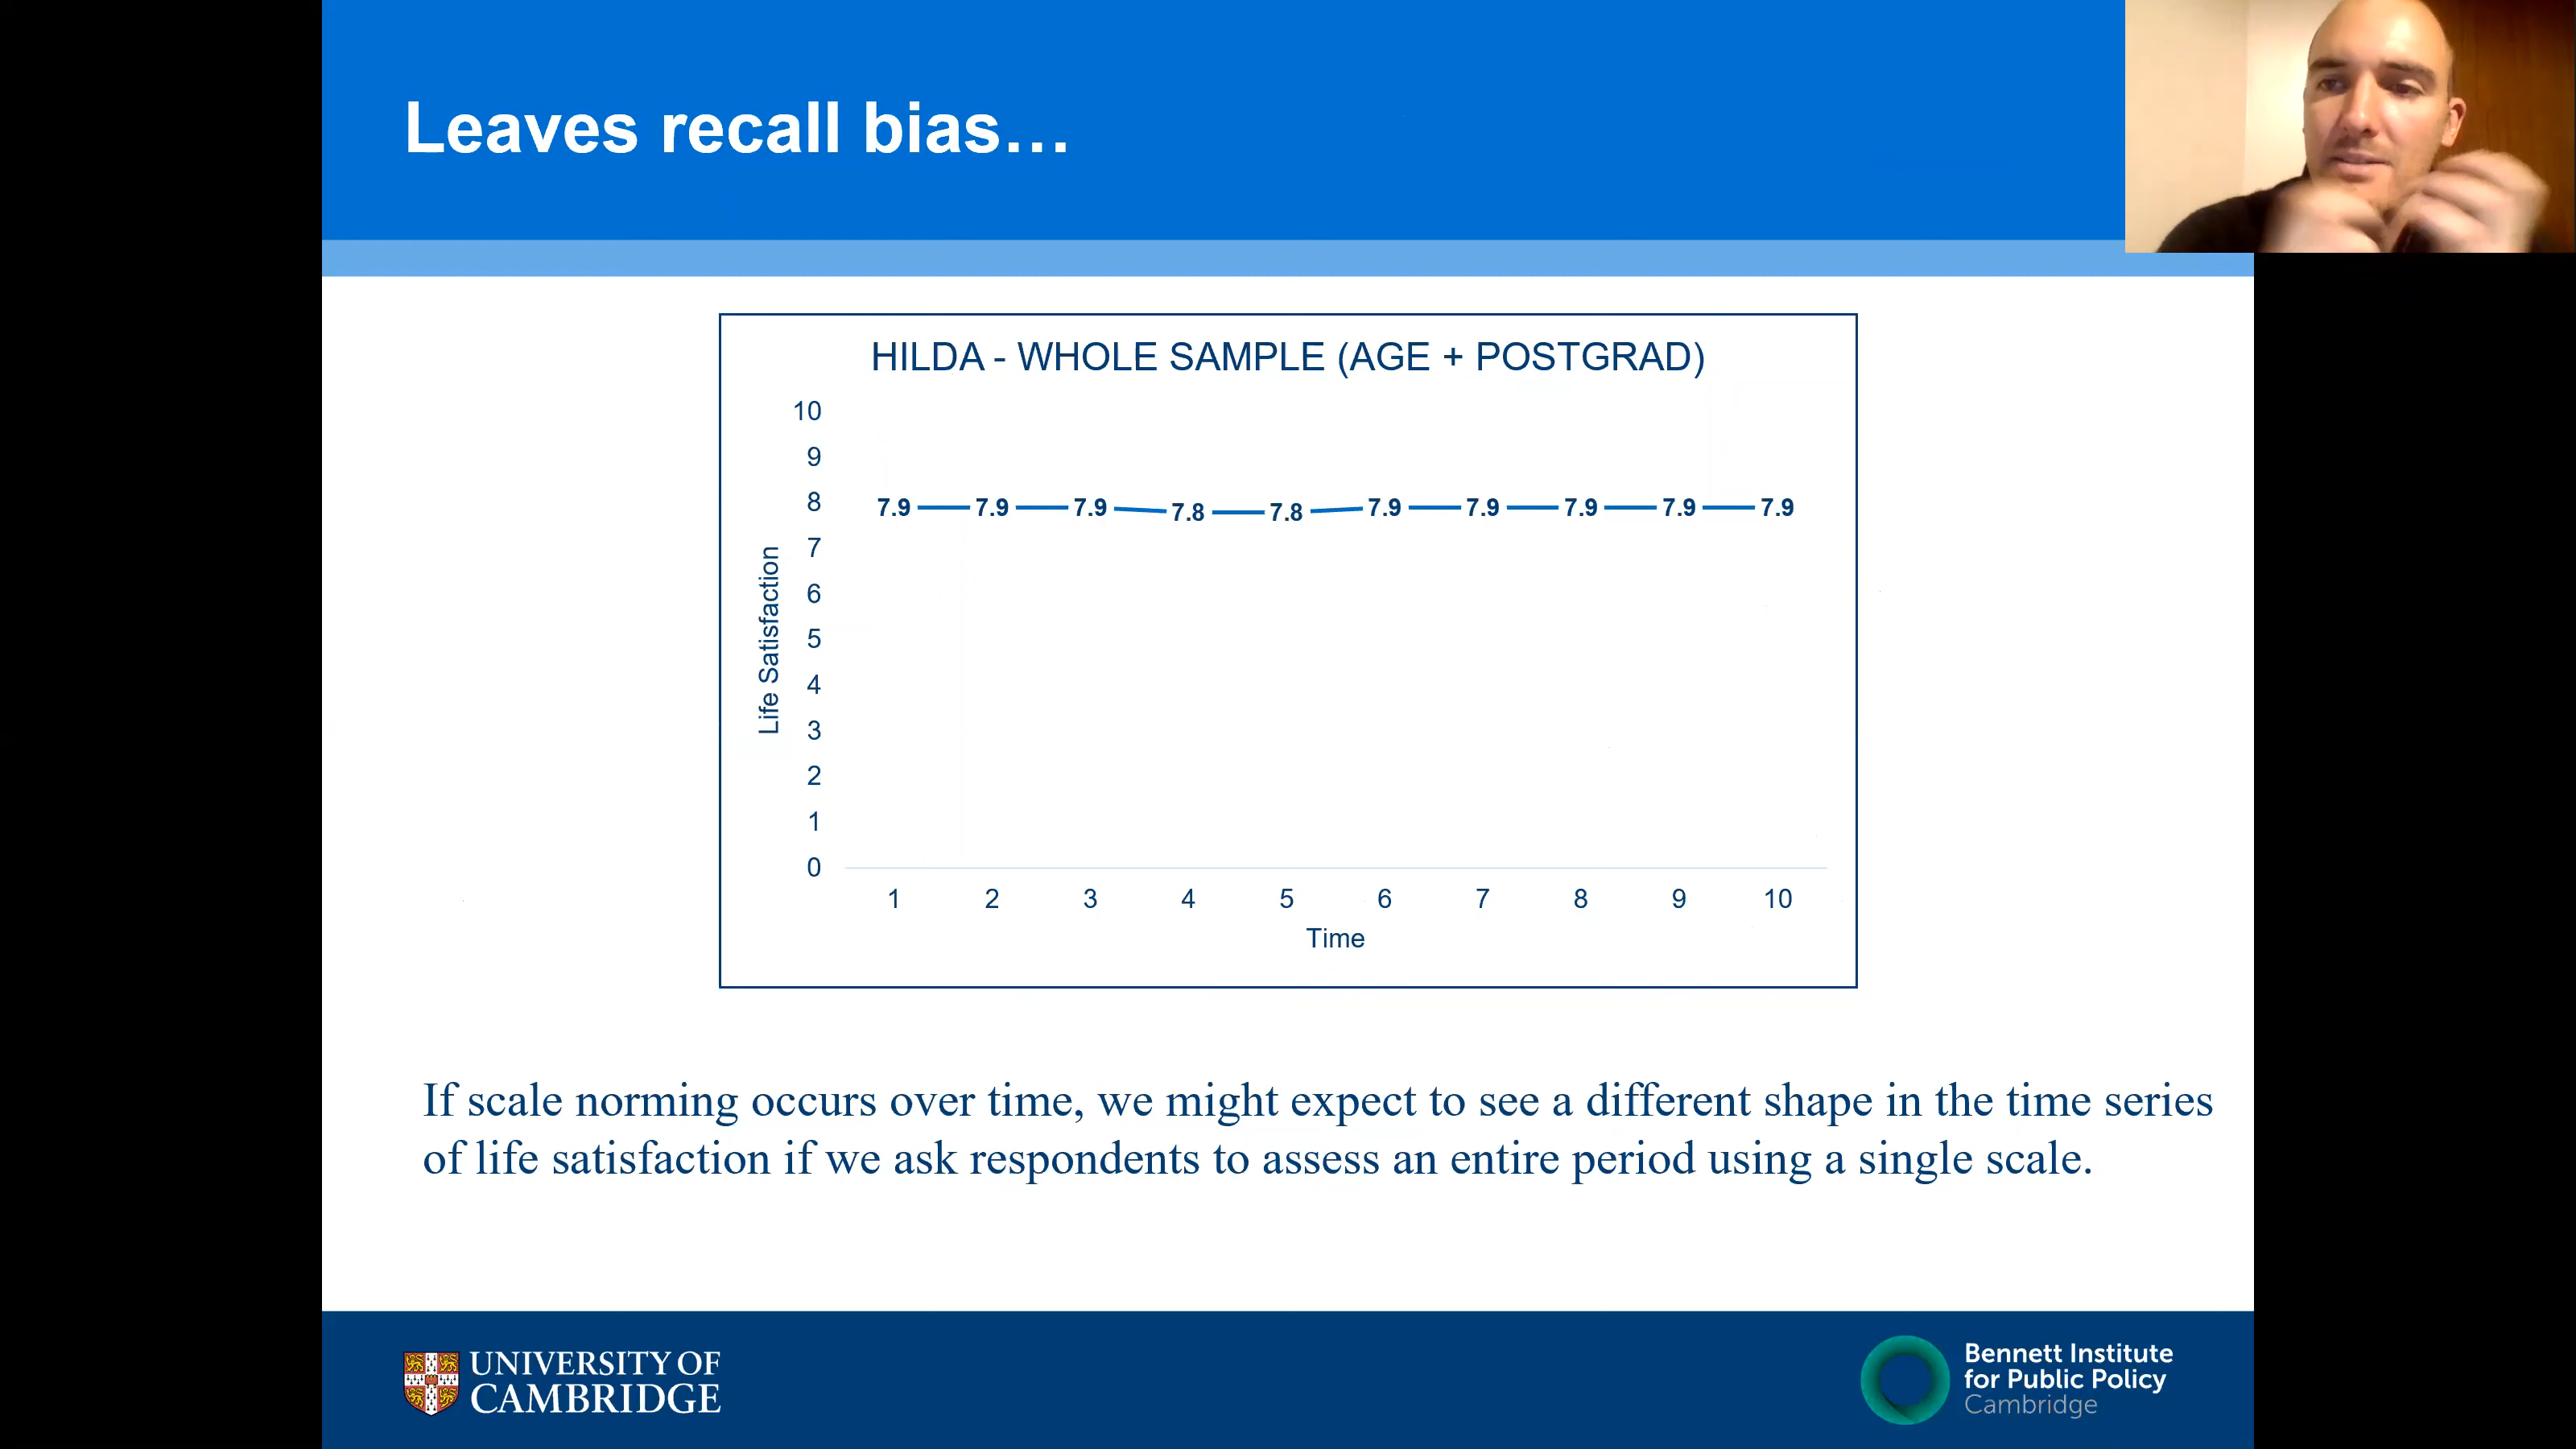 Leaves recall bias…
HILDA - WHOLE SAMPLE (AGE + POSTGRAD)
10
9
8
7
6
5
4
3
2
1
0
Life Satisfaction
7.9 7.9 7.9 7.8 7.8 7.9 7.9 7.9 7.9 7.9
1 2 3 4 5 6 7 8 9 10
Time
If scale norming occurs over time, we might expect to see a different shape in the time series
of life satisfaction if we ask respondents to assess an entire period using a single scale.
UNIVERSITY OF
CAMBRIDGE
Bennett Institute
for Public Policy
Cambridge